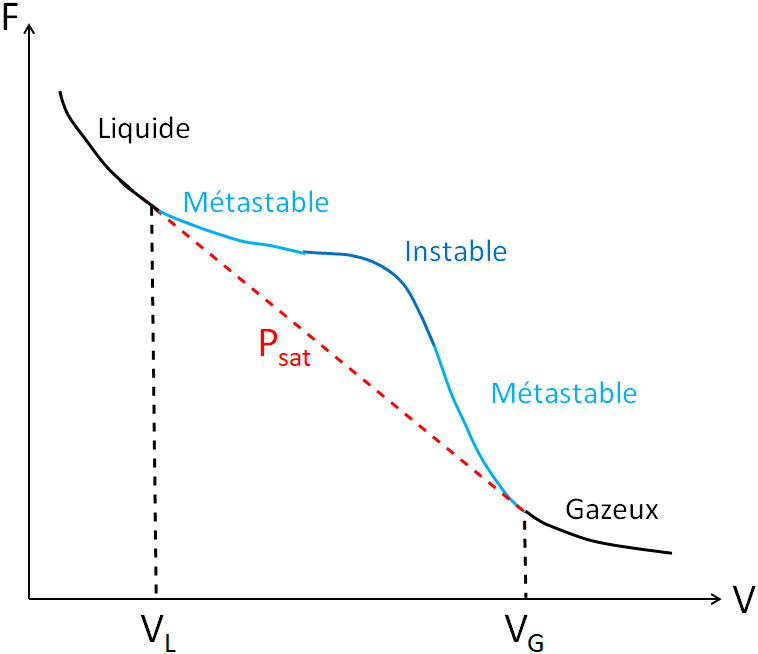 F
Liquide
Métastable
Instable
Psat
Métastable
Gazeux
V
VL
VG